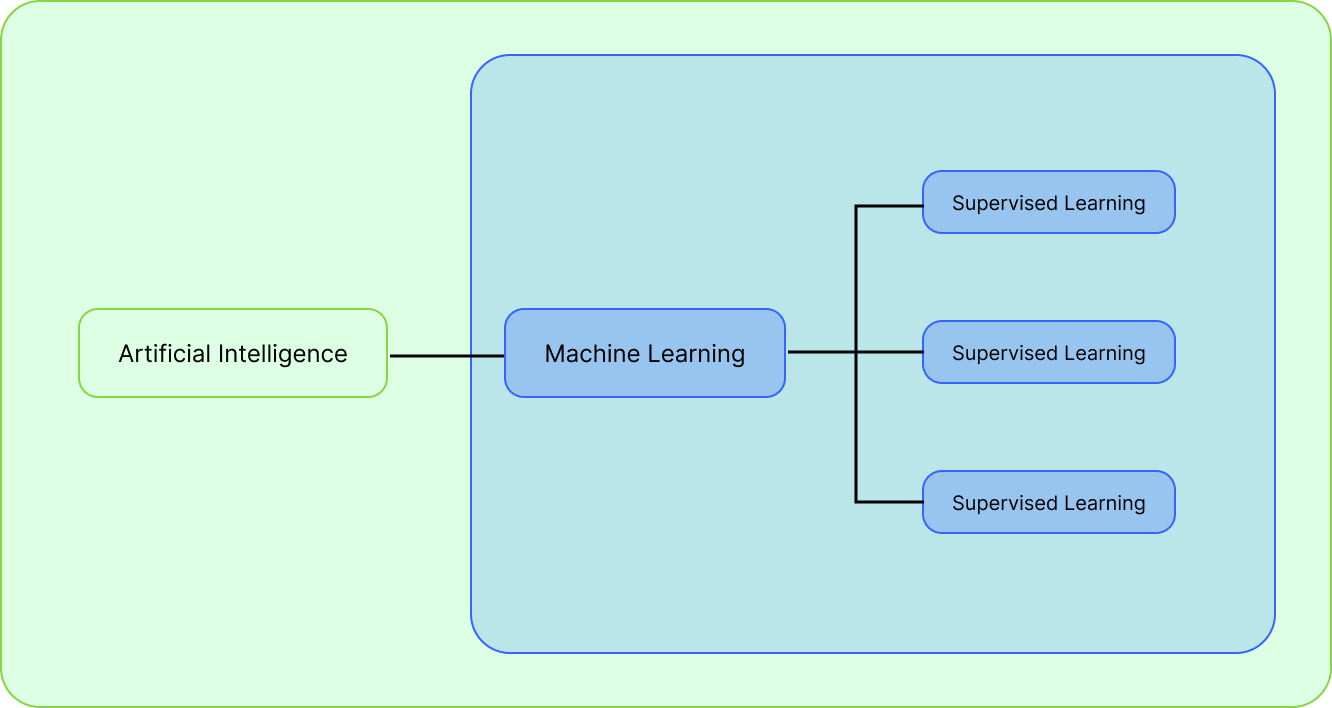 Artificial Intelligence
Machine Learning
Supervised Learning
Supervised Learning
Supervised Learning